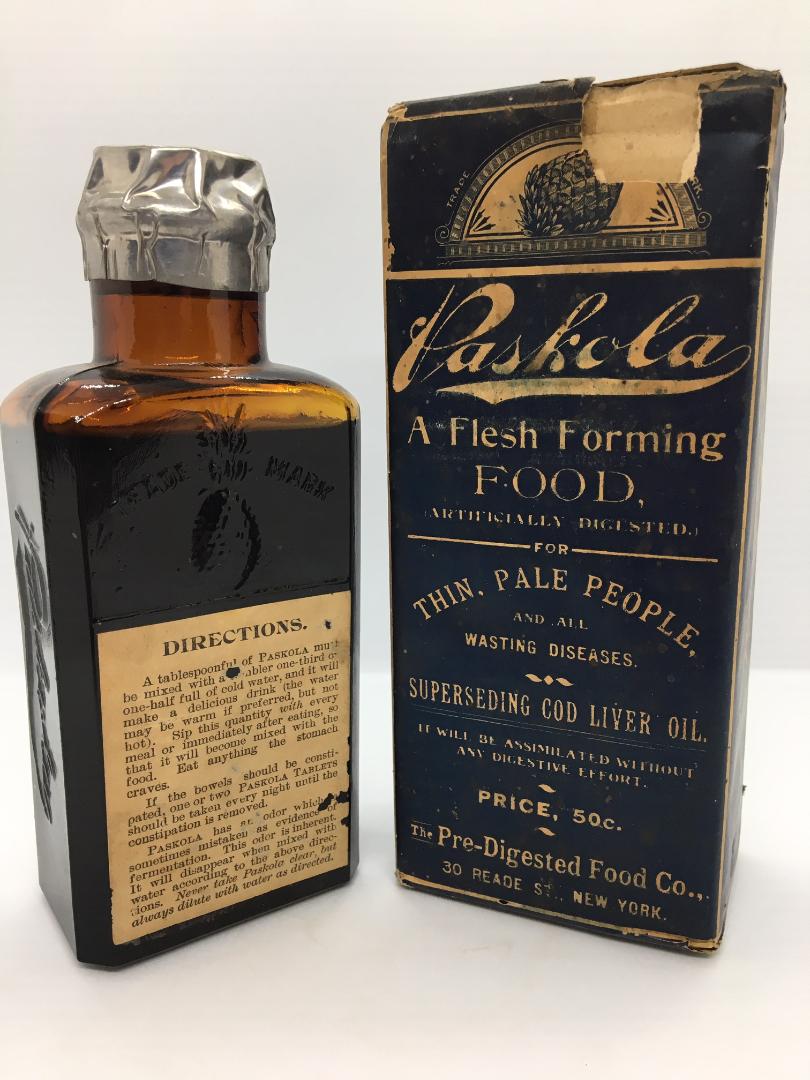 TRADE MARK
DIRECTIONS.
A tablespoonful of PASKOLA must
be mixed with a tumbler one-third or
one-half full of cold water, and it will
make a delicious drink (the water
may be warm if preferred, but not
hot). Sip this quantity with every
meal or immediately after eating, so
that it will become mixed with the
food. Eat anything the stomach
craves.
If the bowels should be consti-
pated, one or two PASKOLA TABLETS
should be taken every night until the
constipation is removed.
PASKOLA has an odor which is
sometimes mistaken as evidence of
fermentation. This odor is inherent.
It will disappear when mixed with
water according to the above direc-
tions. Never take Paskola clear, but
always dilute with water as directed.
TRADE
Paskola
A Flesh Forming
FOOD,
(ARTIFICIALLY DIGESTED.)
FOR
THIN, PALE PEOPLE,
AND ALL
WASTING DISEASES.
SUPERSEDING COD LIVER OIL.
IT WILL BE ASSIMILATED WITHOUT
ANY DIGESTIVE EFFORT.
PRICE, 50c.
The Pre-Digested Food Co.,
30 READE ST., NEW YORK.